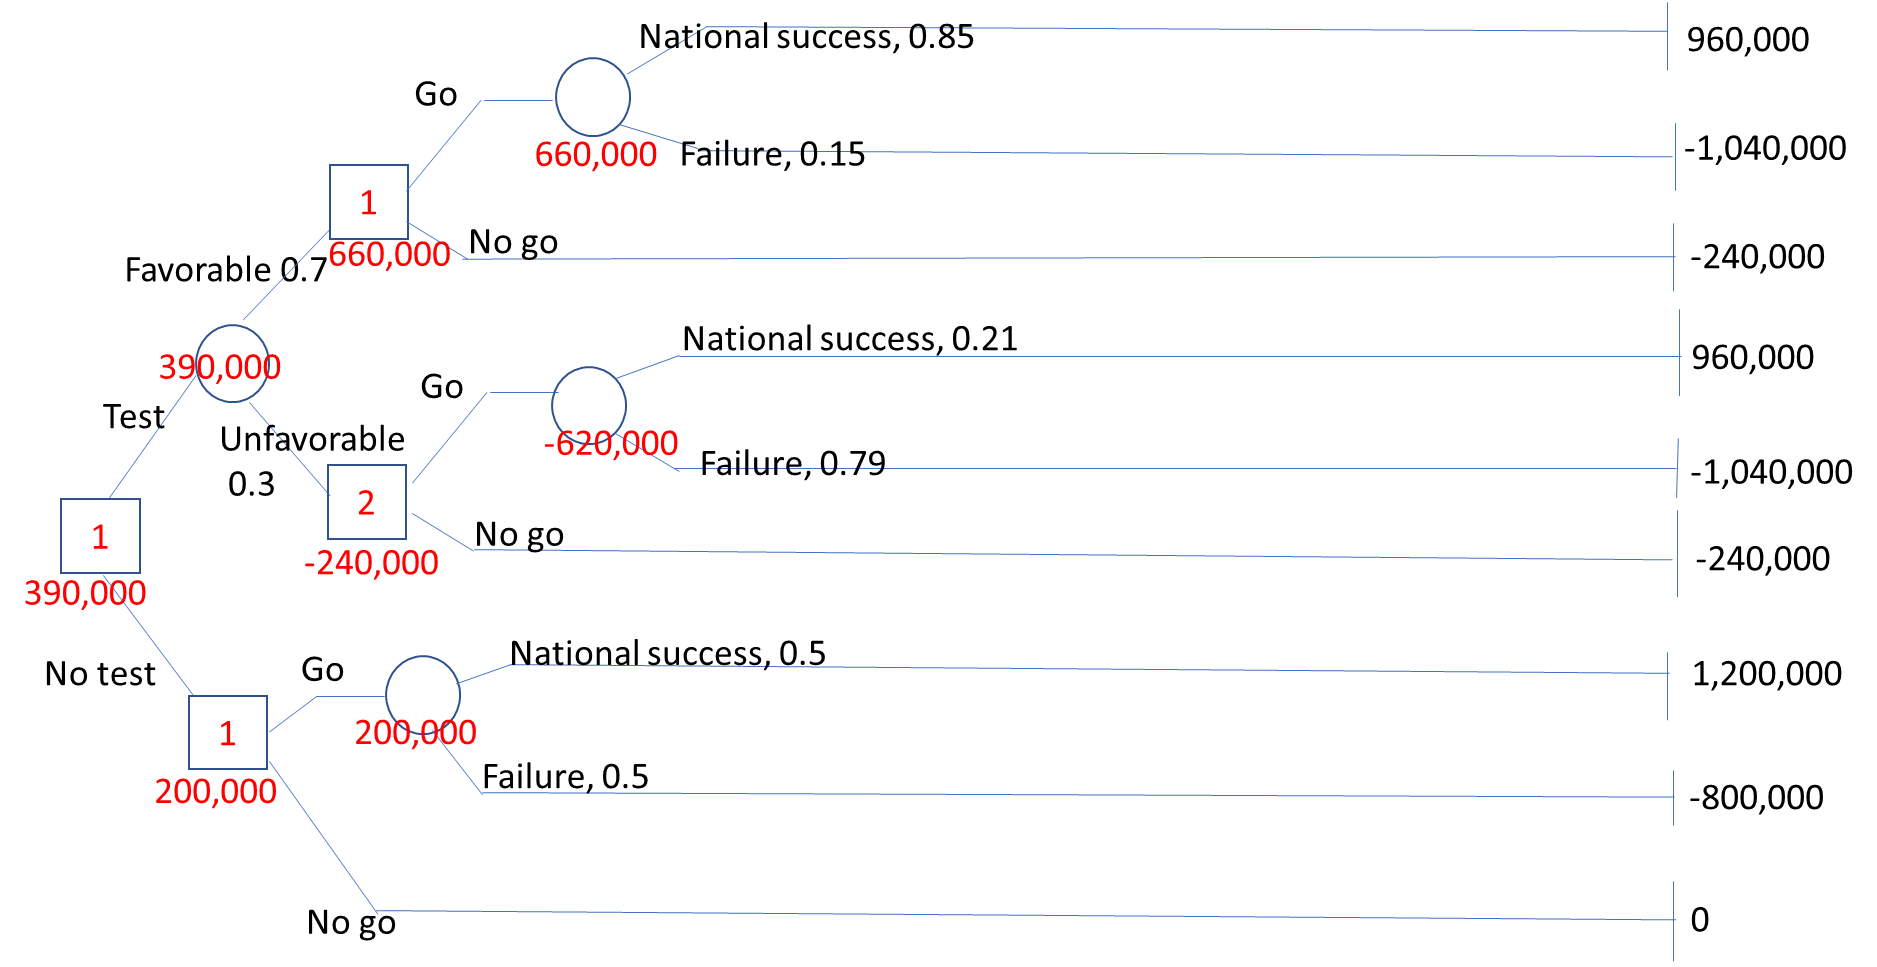 National success, 0.85
960,000
Go
660,000
Failure, 0.15
-1,040,000
1
660,000
No go
-240,000
Favorable 0.7
390,000
National success, 0.21
960,000
Go
-620,000
Failure, 0.79
-1,040,000
Test
Unfavorable
0.3
2
-240,000
No go
-240,000
1
390,000
No test
Go
National success, 0.5
1,200,000
200,000
1
200,000
Failure, 0.5
-800,000
No go
0